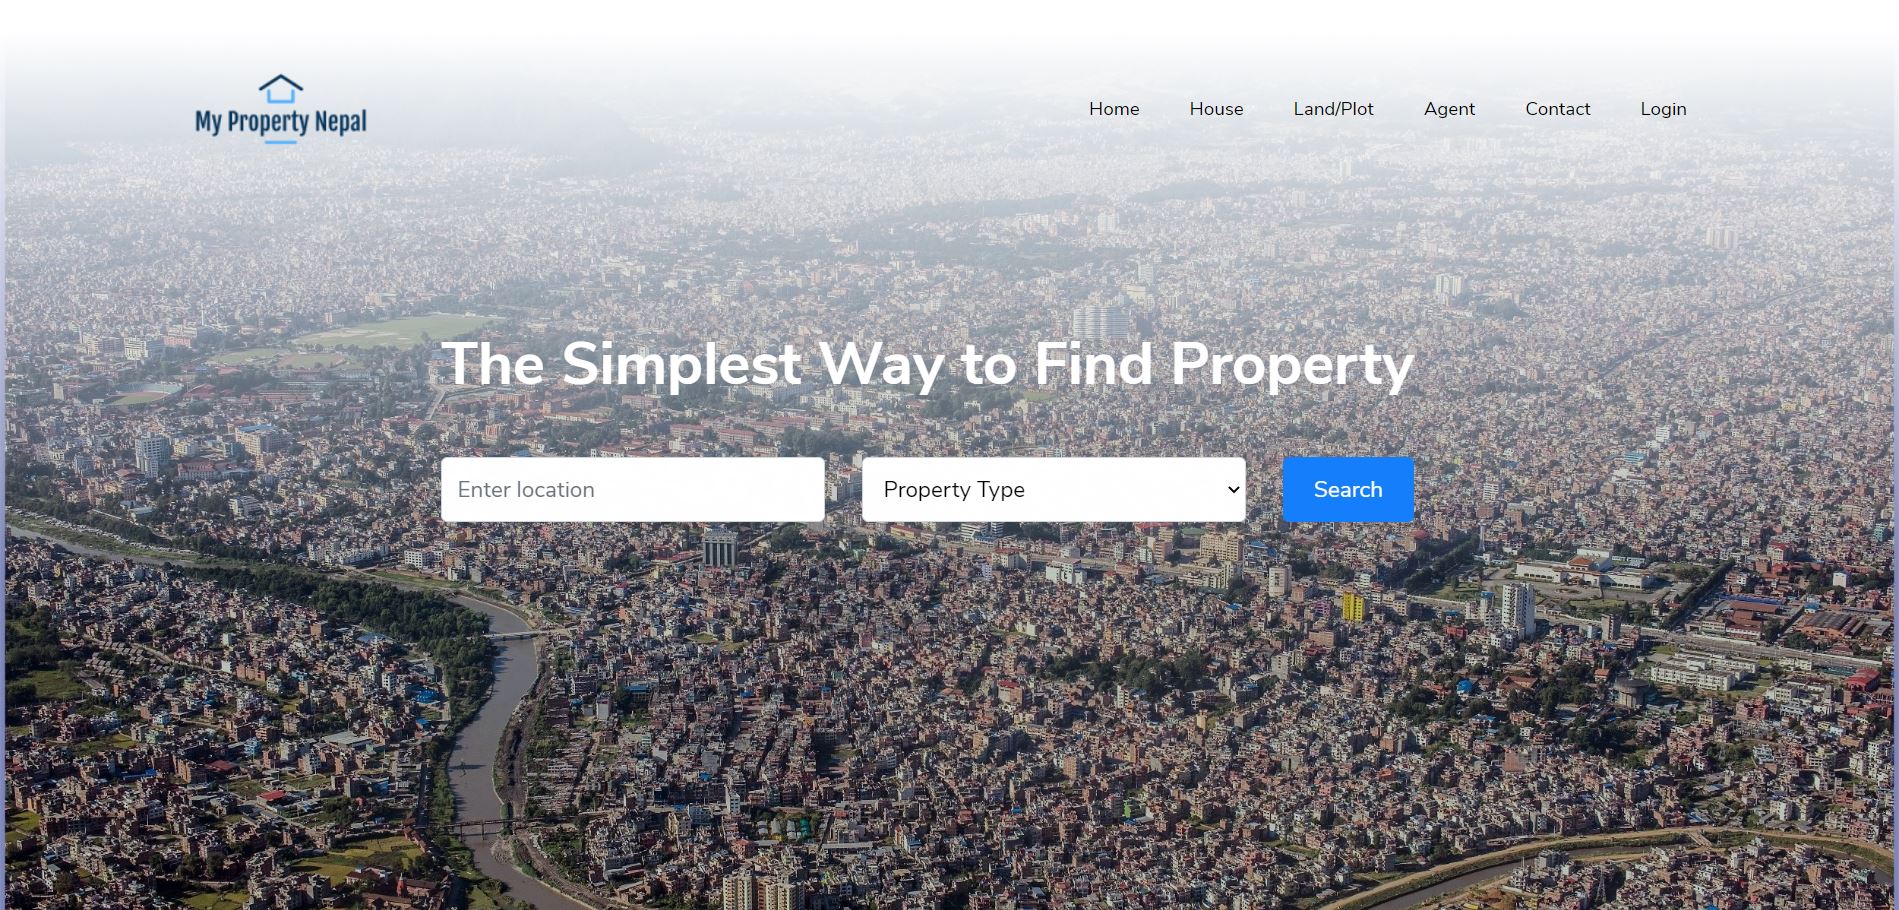 My Property Nepal
Home House Land/Plot Agent Contact Login
The Simplest Way to Find Property
Enter location Property Type Search